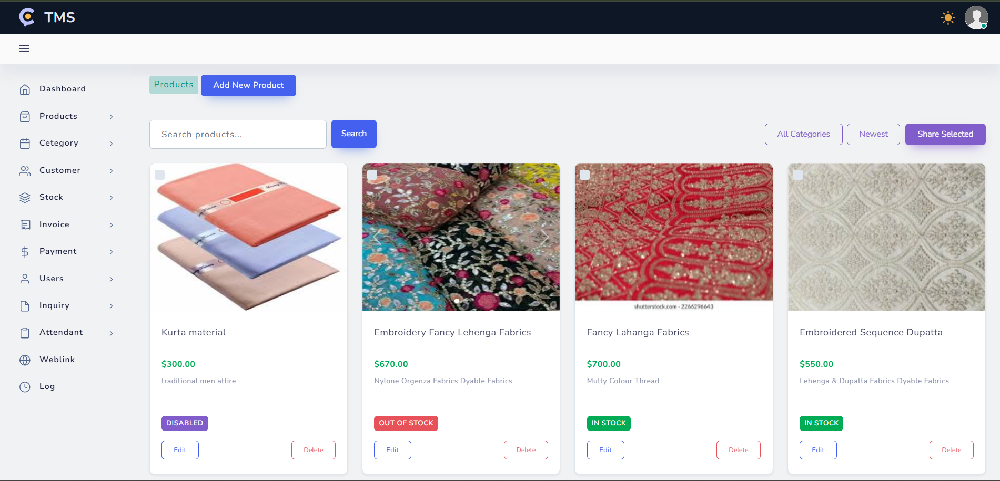 TMS
Products Add New Product
Dashboard
Products
Cetegory
Customer
Stock
Invoice
Payment
Users
Inquiry
Attendant
Weblink
Log
Search products...
Search
All Categories
Newest
Share Selected
Kurta material
$300.00
traditional men attire
DISABLED
Edit
Delete
Embroidery Fancy Lehenga Fabrics
$670.00
Nylone Orgenza Fabrics Dyable Fabrics
OUT OF STOCK
Edit
Delete
shutterstock.com · 2266296643
Fancy Lahanga Fabrics
$700.00
Multy Colour Thread
IN STOCK
Edit
Delete
Embroidered Sequence Dupatta
$550.00
Lehenga & Dupatta Fabrics Dyable Fabrics
IN STOCK
Edit
Delete